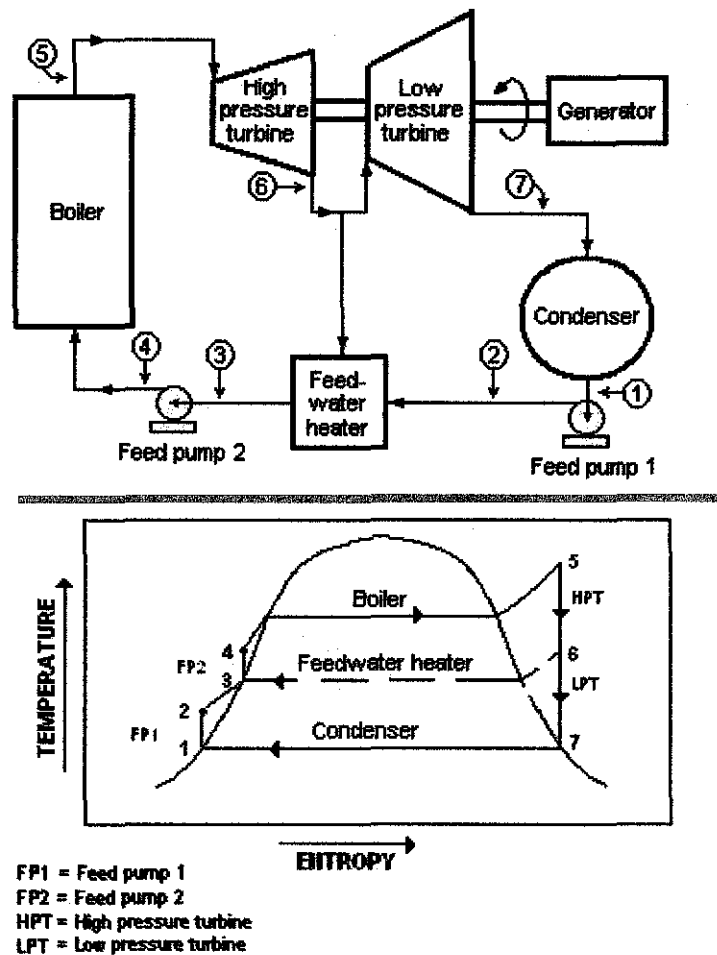 5
High
pressure
turbine
Low
pressure
turbine
Generator
6
7
Boiler
Condenser
4
3
2
1
Feed-
water
heater
Feed pump 2
Feed pump 1
TEMPERATURE
5
Boiler
HPT
4
6
FP2
Feedwater heater
3
LPT
2
FP1
Condenser
1
7
ENTROPY
FP1 = Feed pump 1
FP2 = Feed pump 2
HPT = High pressure turbine
LPT = Low pressure turbine